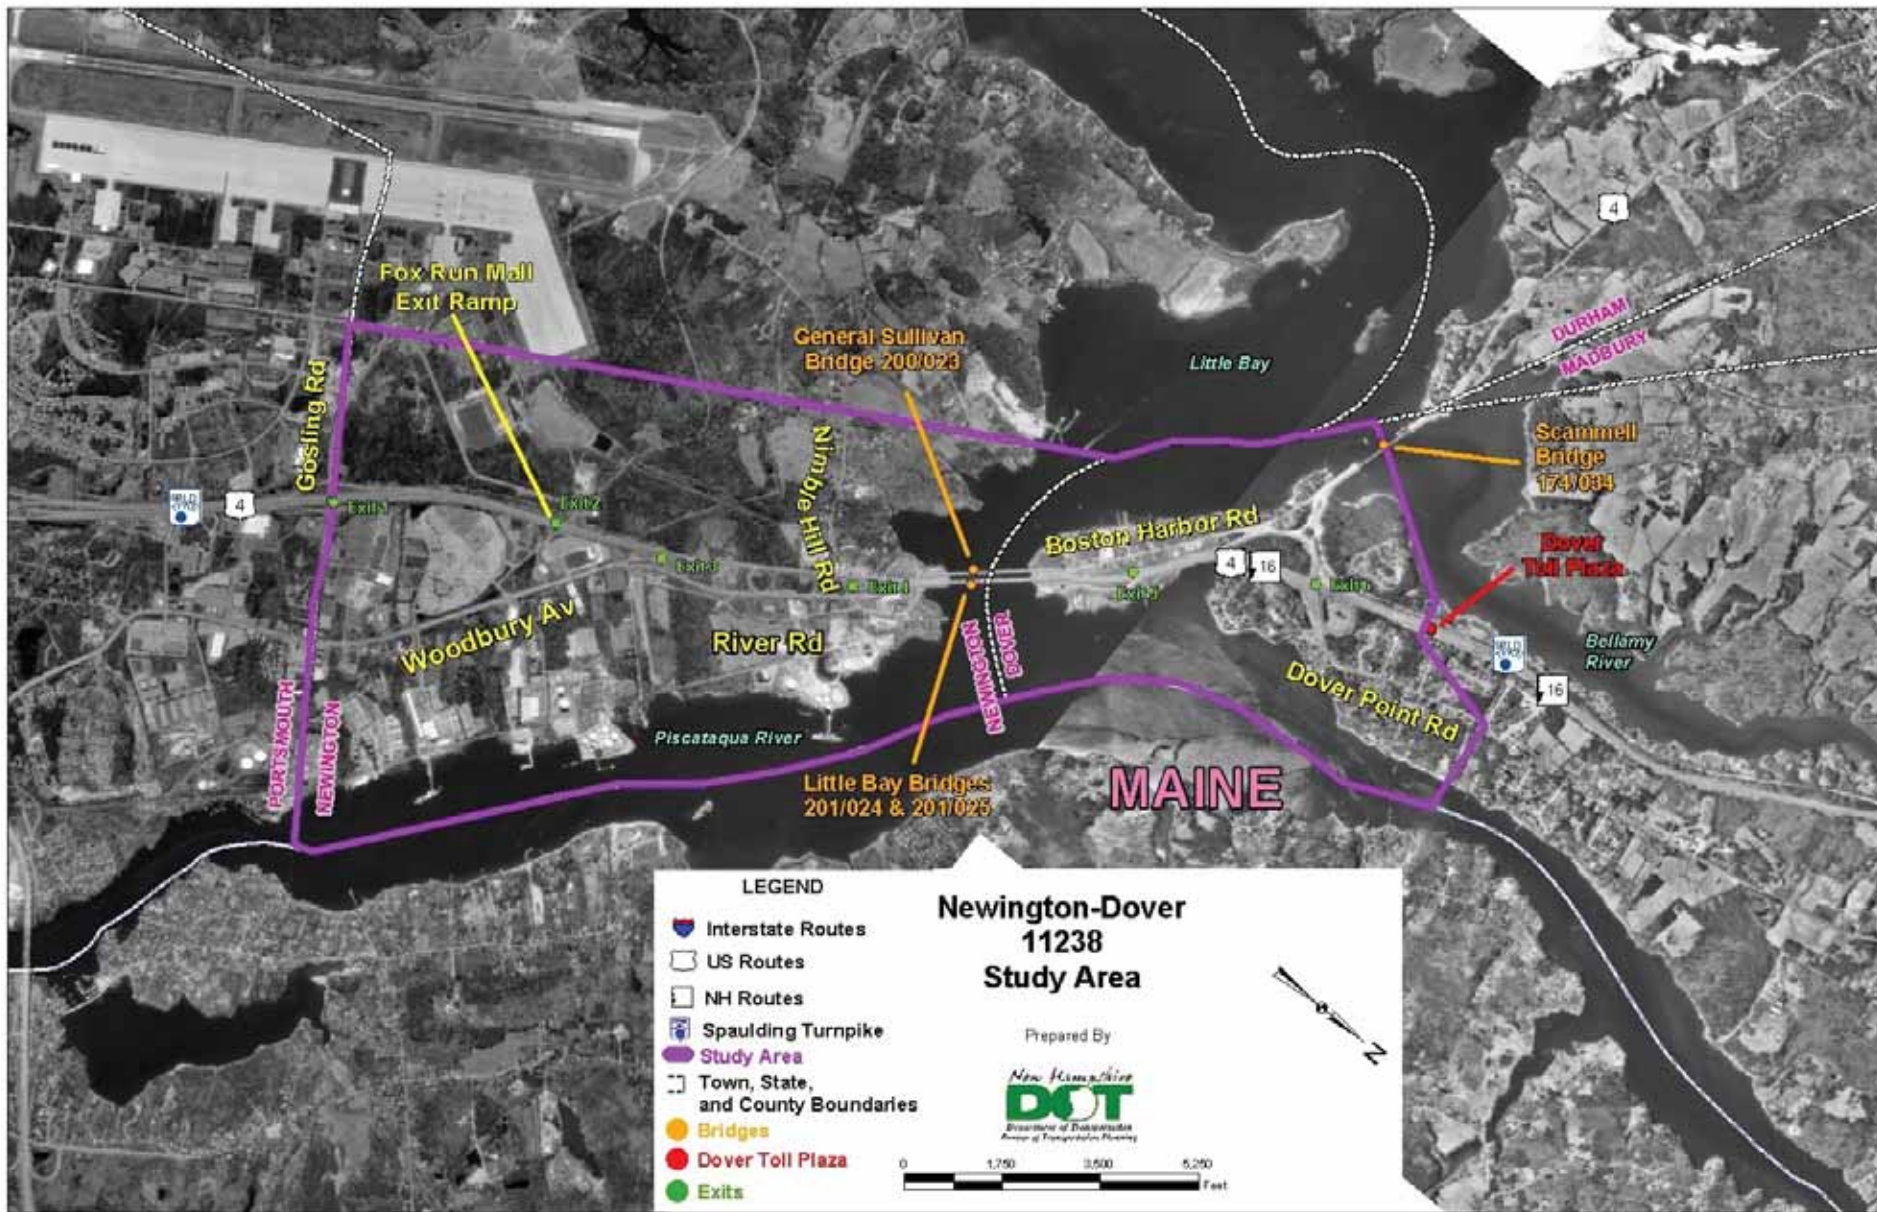 4
Fox Run Mall
Exit Ramp
General Sullivan
Bridge 200/023
Little Bay
DURHAM
MADBURY
Gosling Rd
Nimble Hill Rd
Scammell
Bridge
174/034
4
Exit 1
Exit 2
Boston Harbor Rd
Dover
Toll Plaza
Exit 3
Exit 4
4
16
Woodbury Av
River Rd
NEWINGTON
DOVER
Bellamy
River
16
Dover Point Rd
PORTSMOUTH
NEWINGTON
Piscataqua River
Little Bay Bridges
201/024 & 201/025
MAINE
LEGEND
Interstate Routes
US Routes
NH Routes
Spaulding Turnpike
Study Area
Town, State,
and County Boundaries
Bridges
Dover Toll Plaza
Exits
Newington-Dover
11238
Study Area
Prepared By
New Hampshire
DOT
Department of Transportation
Bureau of Transportation Planning
N
0 1,750 3,500 5,250
Feet